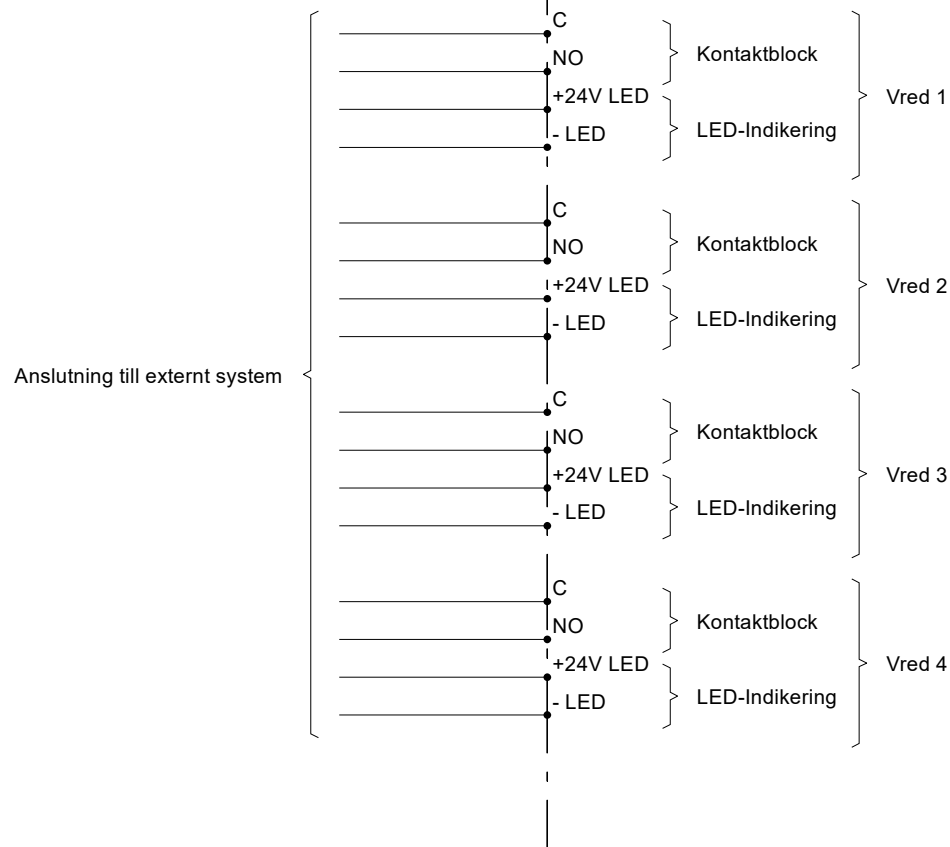 C
NO
Kontaktblock
+24V LED
Vred 1
- LED
LED-Indikering
C
NO
Kontaktblock
+24V LED
Vred 2
- LED
LED-Indikering
Anslutning till externt system
C
NO
Kontaktblock
+24V LED
Vred 3
- LED
LED-Indikering
C
NO
Kontaktblock
+24V LED
Vred 4
- LED
LED-Indikering